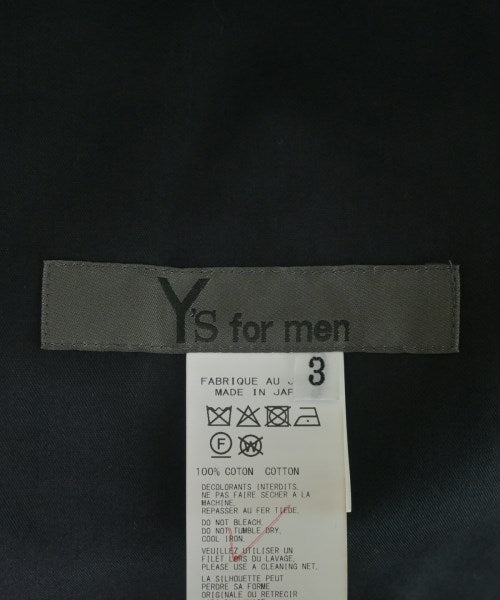 Y's for men
3
FABRIQUE AU
MADE IN
F W
100% COTON COTTON
DECOLORANTS INTERDITS.
NE PAS FAIRE SECHER A LA
MACHINE.
REPASSER AU FER TIEDE.
DO NOT BLEACH.
DO NOT TUMBLE DRY.
COOL IRON.
VEUILLEZ UTILISER UN
FILET LORS DU LAVAGE.
PLEASE USE A CLEANING NET.
LA SILHOUETTE PEUT
PERDRE SA FORME
ORIGINALE OU RETRECIR